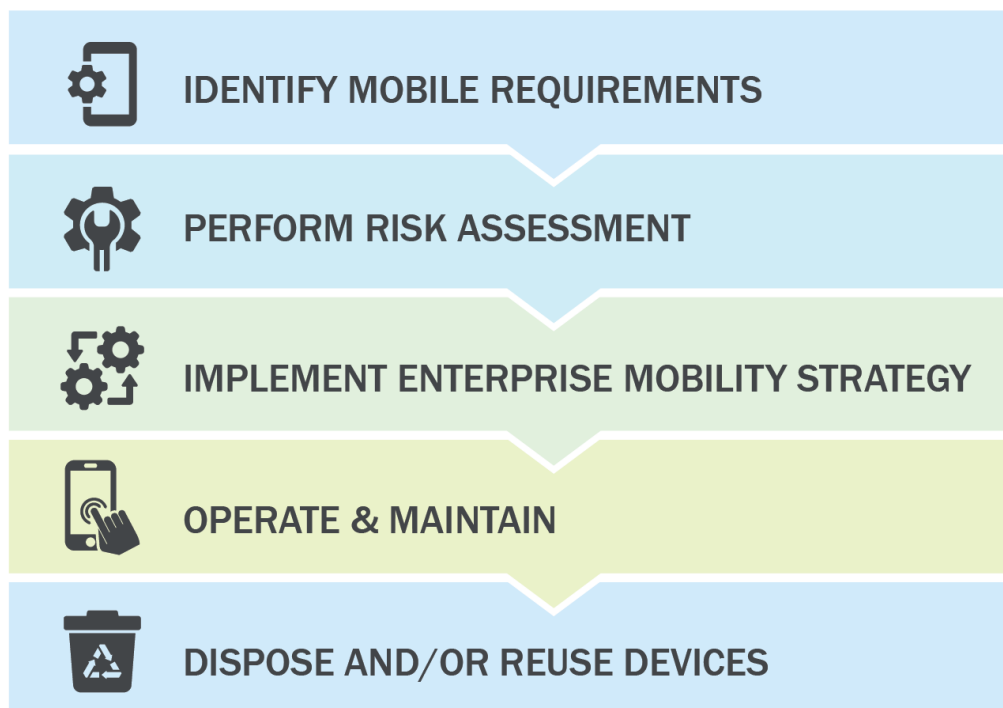 IDENTIFY MOBILE REQUIREMENTS
PERFORM RISK ASSESSMENT
IMPLEMENT ENTERPRISE MOBILITY STRATEGY
OPERATE & MAINTAIN
DISPOSE AND/OR REUSE DEVICES